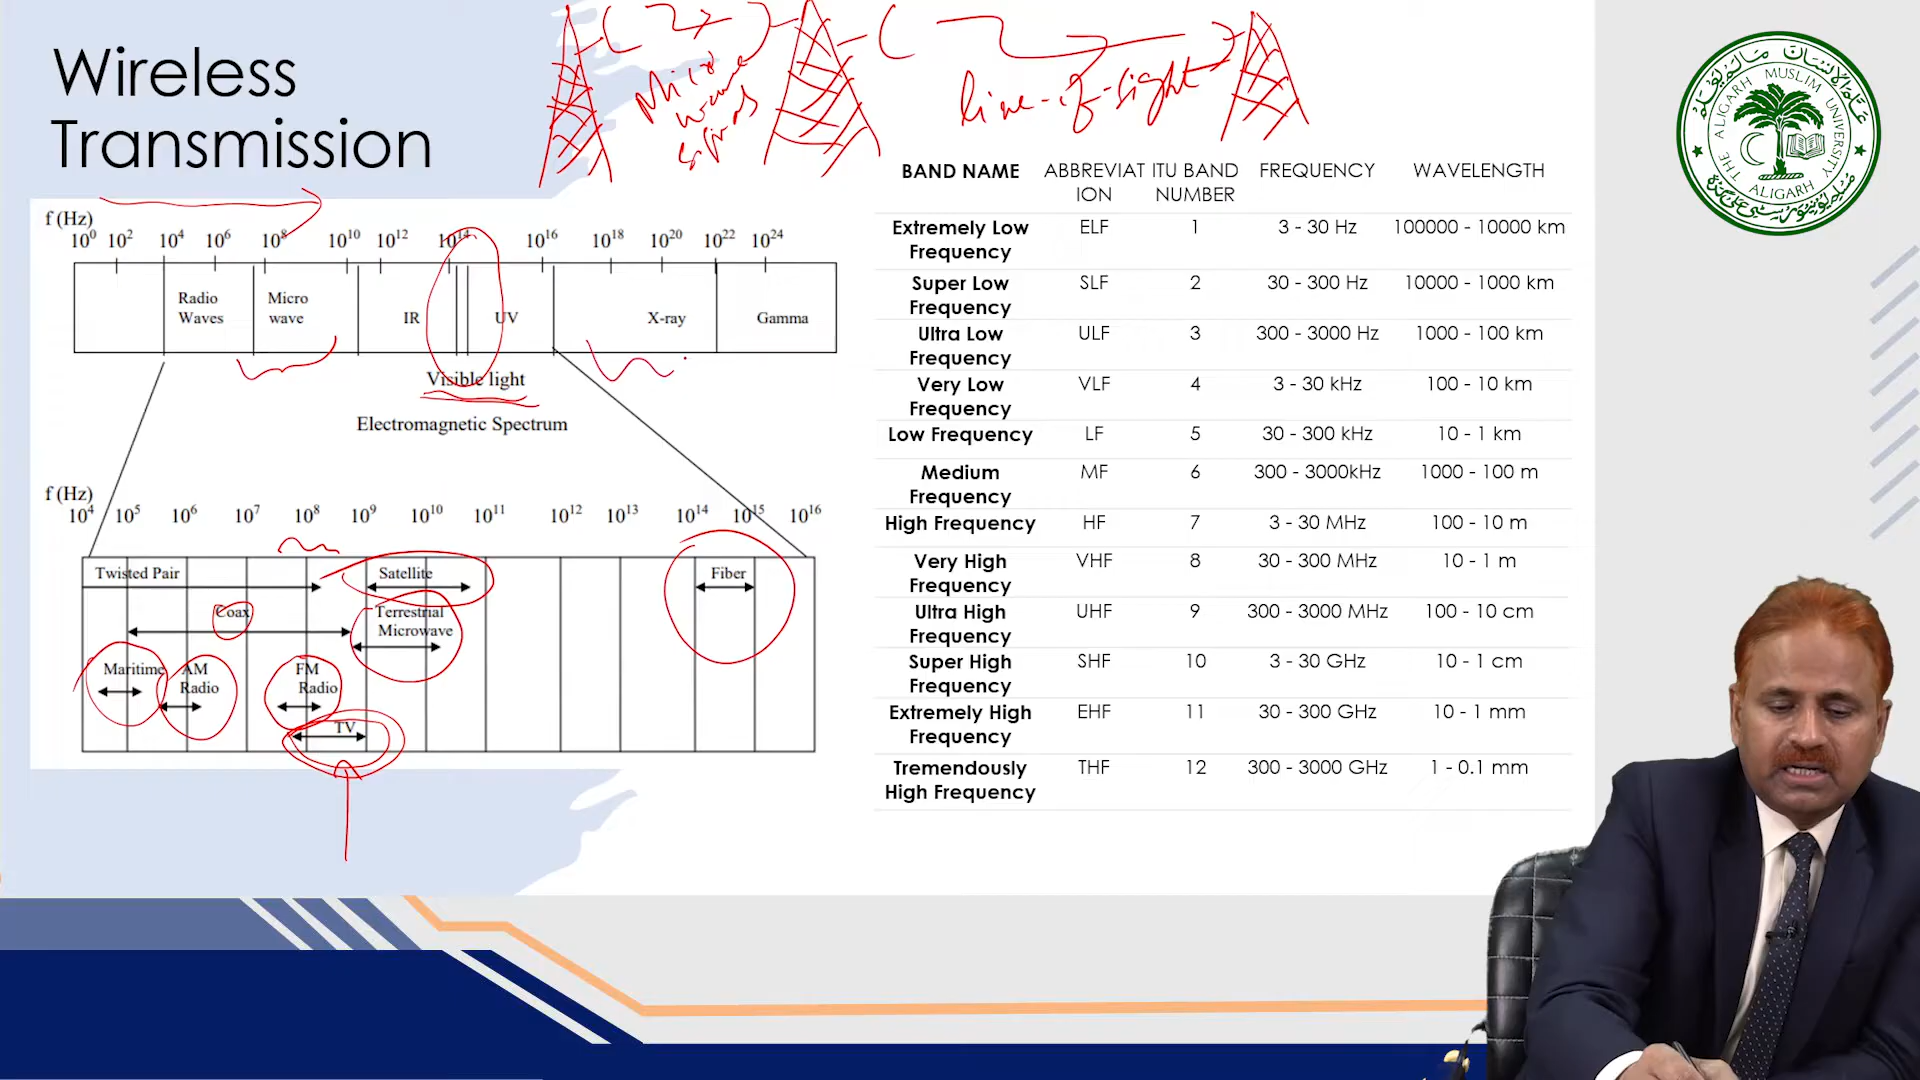 Wireless
Transmission
Micro
wave
signals
line-of-sight
f (Hz)
10⁰ 10² 10⁴ 10⁶ 10⁸ 10¹⁰ 10¹² 10¹⁴ 10¹⁶ 10¹⁸ 10²⁰ 10²² 10²⁴
Radio Waves
Micro wave
IR
UV
X-ray
Gamma
Visible light
Electromagnetic Spectrum
f (Hz)
10⁴ 10⁵ 10⁶ 10⁷ 10⁸ 10⁹ 10¹⁰ 10¹¹ 10¹² 10¹³ 10¹⁴ 10¹⁵ 10¹⁶
Twisted Pair
Satellite
Fiber
Coax
Terrestrial
Microwave
Maritime
AM
Radio
FM
Radio
TV
BAND NAME ABBREVIAT ITU BAND FREQUENCY WAVELENGTH
ION NUMBER
Extremely Low ELF 1 3 - 30 Hz 100000 - 10000 km
Frequency
Super Low SLF 2 30 - 300 Hz 10000 - 1000 km
Frequency
Ultra Low ULF 3 300 - 3000 Hz 1000 - 100 km
Frequency
Very Low VLF 4 3 - 30 kHz 100 - 10 km
Frequency
Low Frequency LF 5 30 - 300 kHz 10 - 1 km
Medium MF 6 300 - 3000kHz 1000 - 100 m
Frequency
High Frequency HF 7 3 - 30 MHz 100 - 10 m
Very High VHF 8 30 - 300 MHz 10 - 1 m
Frequency
Ultra High UHF 9 300 - 3000 MHz 100 - 10 cm
Frequency
Super High SHF 10 3 - 30 GHz 10 - 1 cm
Frequency
Extremely High EHF 11 30 - 300 GHz 10 - 1 mm
Frequency
Tremendously THF 12 300 - 3000 GHz 1 - 0.1 mm
High Frequency
THE ALIGARH MUSLIM UNIVERSITY
ALIGARH